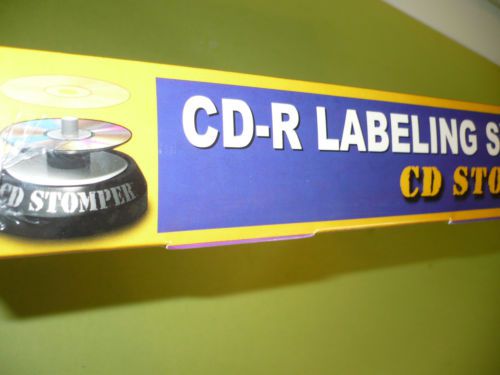 CD-R LABELING S
CD STO
CD STOMPER